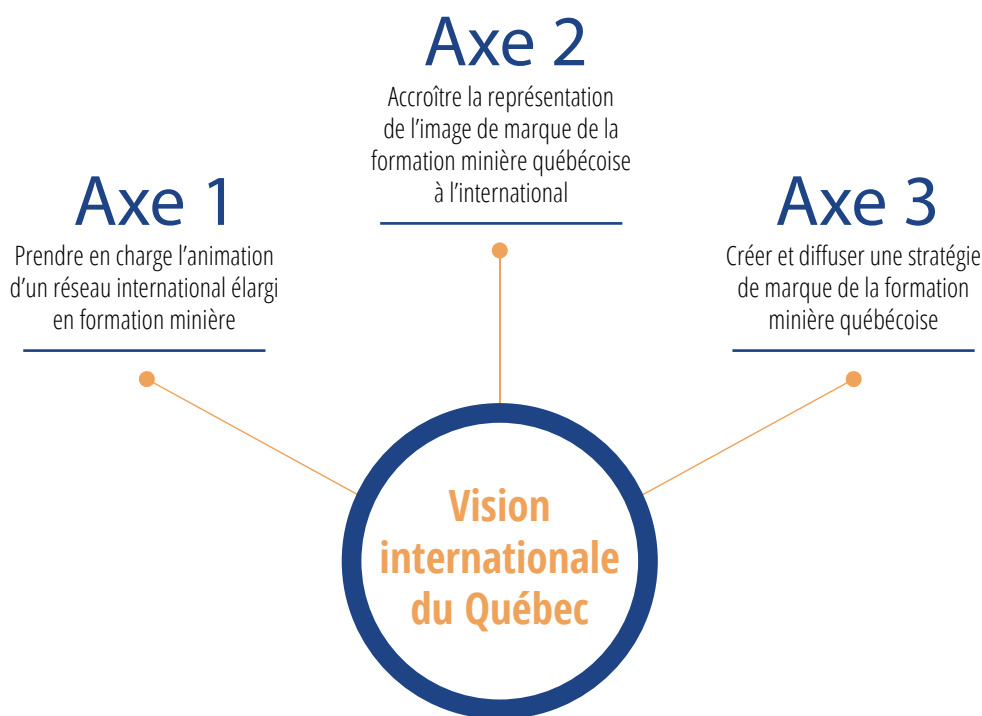 Axe 1
Prendre en charge l’animation
d’un réseau international élargi
en formation minière
Axe 2
Accroître la représentation
de l’image de marque de la
formation minière québécoise
à l’international
Axe 3
Créer et diffuser une stratégie
de marque de la formation
minière québécoise
Vision
internationale
du Québec